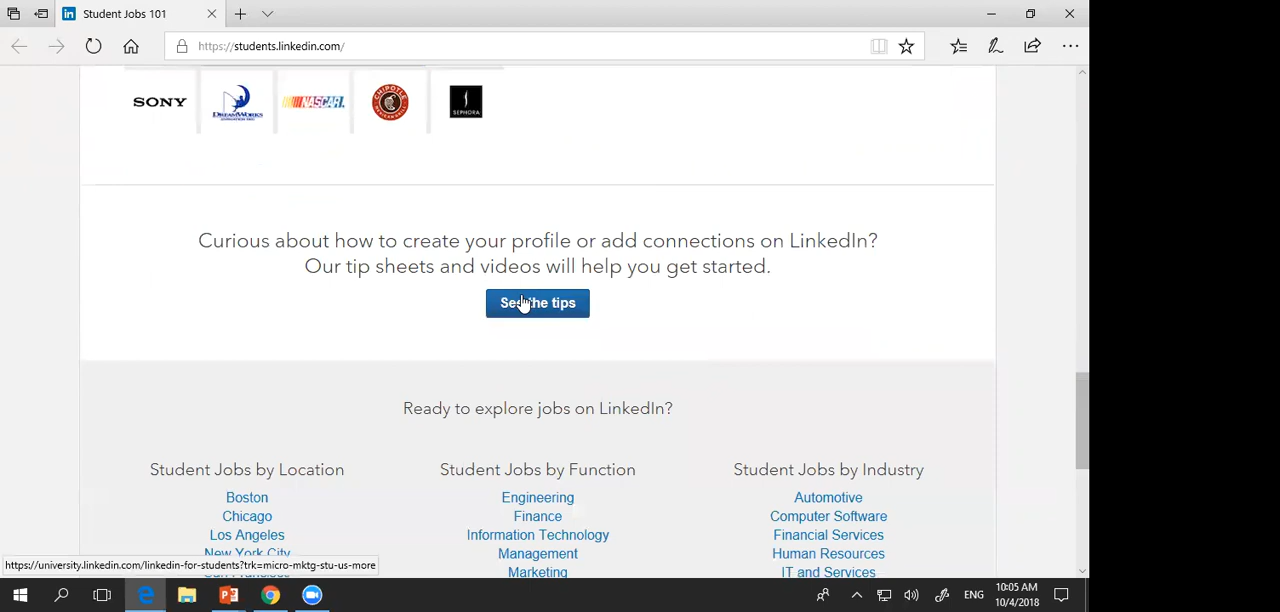 Student Jobs 101
https://students.linkedin.com/
SONY
DREAMWORKS
NASCAR.
CHIPOTLE
SEPHORA
Curious about how to create your profile or add connections on LinkedIn?
Our tip sheets and videos will help you get started.
See the tips
Ready to explore jobs on LinkedIn?
Student Jobs by Location
Student Jobs by Function
Student Jobs by Industry
Boston
Engineering
Automotive
Chicago
Finance
Computer Software
Los Angeles
Information Technology
Financial Services
New York City
Management
Human Resources
Marketing
IT and Services
https://university.linkedin.com/linkedin-for-students?trk=micro-mktg-stu-us-more
ENG
10:05 AM
10/4/2018